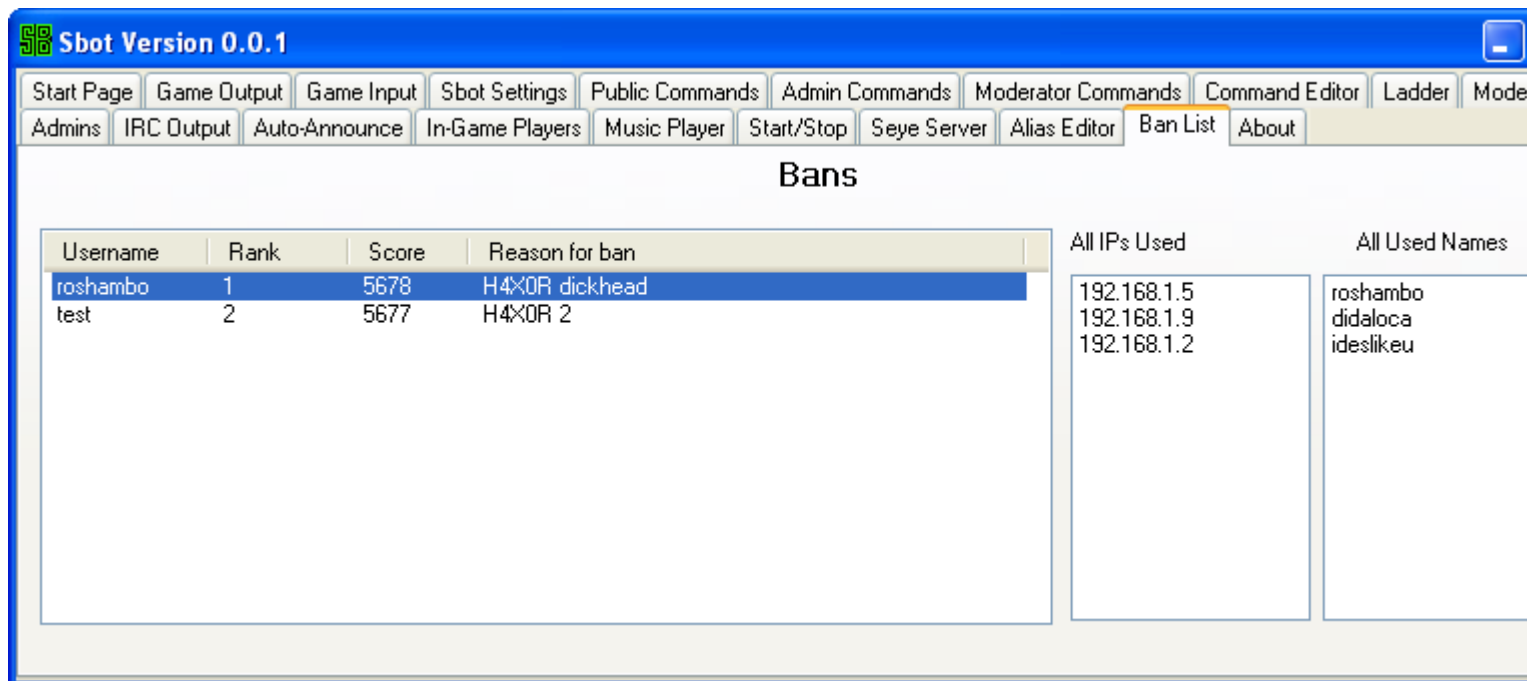 SB Sbot Version 0.0.1
Start Page Game Output Game Input Sbot Settings Public Commands Admin Commands Moderator Commands Command Editor Ladder Mode
Admins IRC Output Auto-Announce In-Game Players Music Player Start/Stop Seye Server Alias Editor Ban List About
Bans
All IPs Used All Used Names
Username Rank Score Reason for ban
roshambo 1 5678 H4X0R dickhead
test 2 5677 H4X0R 2
192.168.1.5
192.168.1.9
192.168.1.2
roshambo
didaloca
ideslikeu